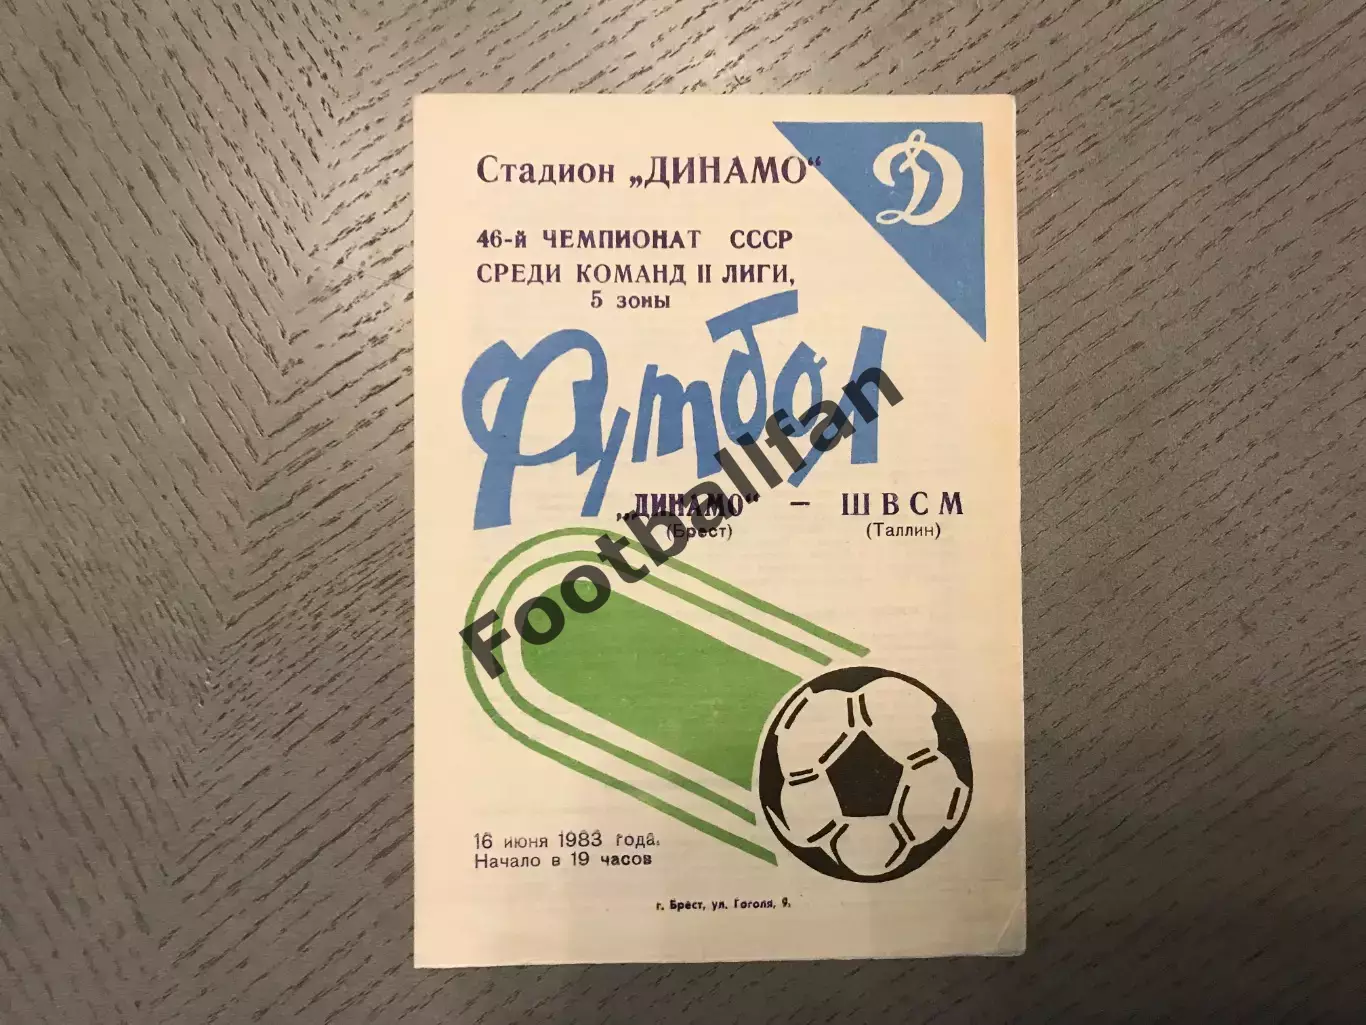 Стадион „ДИНАМО“
Д
46-й ЧЕМПИОНАТ СССР
СРЕДИ КОМАНД II ЛИГИ,
5 зоны
Футбол
„ДИНАМО“ — ШВСМ
(Брест) (Таллин)
Footballfan
16 июня 1983 года.
Начало в 19 часов
г. Брест, ул. Гоголя, 9.